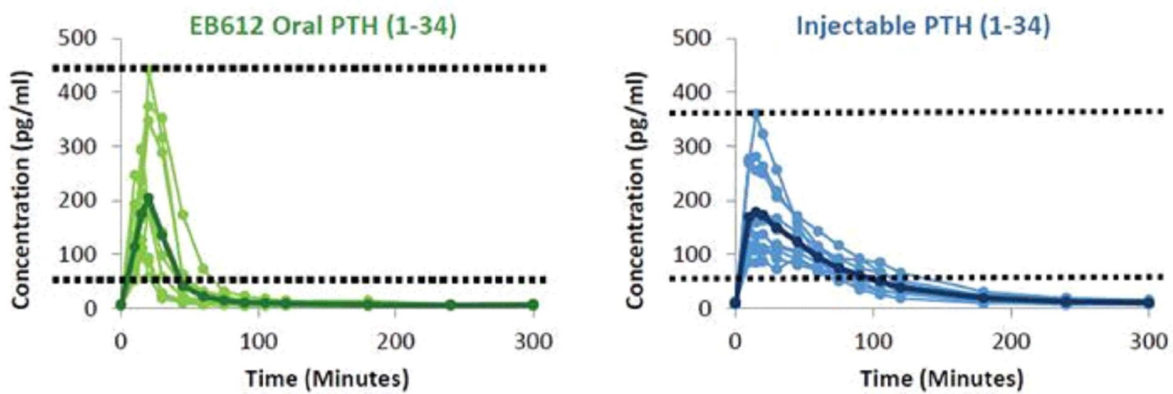 EB612 Oral PTH (1-34)
Concentration (pg/ml)
500
400
300
200
100
0
0 100 200 300
Time (Minutes)
Injectable PTH (1-34)
Concentration (pg/ml)
500
400
300
200
100
0
0 100 200 300
Time (Minutes)